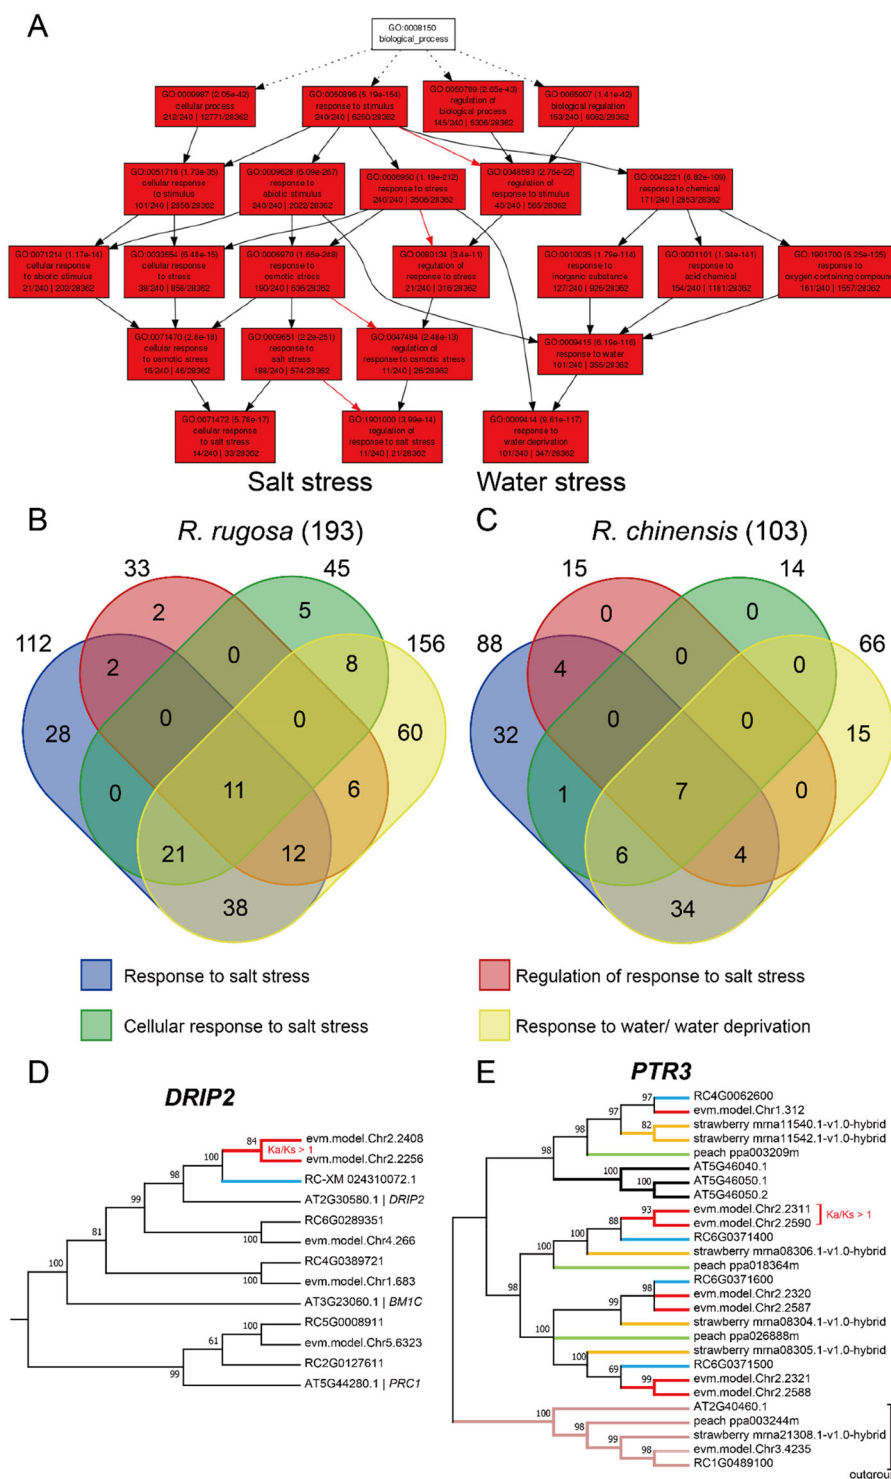 A
GO:0008150
biological_process
GO:0009987 (2.05e-42)
cellular process
212/240 | 12771/28362
GO:0050896 (5.19e-154)
response to stimulus
240/240 | 6250/28362
GO:0050789 (2.65e-43)
regulation of
biological process
145/240 | 5306/28362
GO:0065007 (1.41e-42)
biological regulation
153/240 | 6062/28362
GO:0051716 (1.73e-35)
cellular response
to stimulus
101/240 | 2856/28362
GO:0009628 (6.09e-267)
response to
abiotic stimulus
240/240 | 2022/28362
GO:0006950 (1.19e-212)
response to stress
240/240 | 3506/28362
GO:0048583 (2.76e-22)
regulation of
response to stimulus
40/240 | 565/28362
GO:0042221 (6.82e-109)
response to chemical
171/240 | 2853/28362
GO:0071214 (1.17e-14)
cellular response
to abiotic stimulus
21/240 | 202/28362
GO:0033554 (6.48e-15)
cellular response
to stress
38/240 | 858/28362
GO:0006970 (1.65e-248)
response to
osmotic stress
190/240 | 636/28362
GO:0080134 (3.4e-11)
regulation of
response to stress
21/240 | 316/28362
GO:0010035 (1.79e-114)
response to
inorganic substance
127/240 | 926/28362
GO:0001101 (1.34e-141)
response to
acid chemical
154/240 | 1181/28362
GO:1901700 (5.25e-135)
response to
oxygen-containing compound
161/240 | 1557/28362
GO:0071470 (2.8e-18)
cellular response
to osmotic stress
16/240 | 46/28362
GO:0009651 (2.2e-251)
response to
salt stress
188/240 | 574/28362
GO:0047484 (2.48e-13)
regulation of
response to osmotic stress
11/240 | 26/28362
GO:0009415 (6.19e-116)
response to water
101/240 | 355/28362
GO:0071472 (5.76e-17)
cellular response
to salt stress
14/240 | 33/28362
GO:1901000 (3.99e-14)
regulation of
response to salt stress
11/240 | 21/28362
GO:0009414 (9.61e-117)
response to
water deprivation
101/240 | 347/28362
Salt stress
Water stress
B
R. rugosa (193)
33
45
112
156
2
5
2
0
8
28
0
0
60
0
11
6
21
12
38
C
R. chinensis (103)
15
14
88
66
0
0
4
0
0
32
0
0
15
1
7
0
6
4
34
Response to salt stress
Regulation of response to salt stress
Cellular response to salt stress
Response to water/ water deprivation
D
DRIP2
evm.model.Chr2.2408
84
Ka/Ks > 1
evm.model.Chr2.2256
100
RC-XM 024310072.1
98
AT2G30580.1 | DRIP2
99
RC6G0289351
100
evm.model.Chr4.266
81
RC4G0389721
100
evm.model.Chr1.683
100
AT3G23060.1 | BM1C
RC5G0008911
100
evm.model.Chr5.6323
61
RC2G0127611
99
AT5G44280.1 | PRC1
E
PTR3
RC4G0062600
97
evm.model.Chr1.312
97
strawberry mrna11540.1-v1.0-hybrid
82
strawberry mrna11542.1-v1.0-hybrid
98
peach ppa003209m
98
AT5G46040.1
100
AT5G46050.1
100
AT5G46050.2
evm.model.Chr2.2311
93
Ka/Ks > 1
evm.model.Chr2.2590
88
RC6G0371400
100
strawberry mrna08306.1-v1.0-hybrid
100
peach ppa018364m
98
RC6G0371600
98
evm.model.Chr2.2320
99
evm.model.Chr2.2587
98
strawberry mrna08304.1-v1.0-hybrid
100
peach ppa026888m
strawberry mrna08305.1-v1.0-hybrid
100
RC6G0371500
69
evm.model.Chr2.2321
99
evm.model.Chr2.2588
AT2G40460.1
100
peach ppa003244m
98
strawberry mrna21308.1-v1.0-hybrid
99
evm.model.Chr3.4235
98
RC1G0489100
outgroup